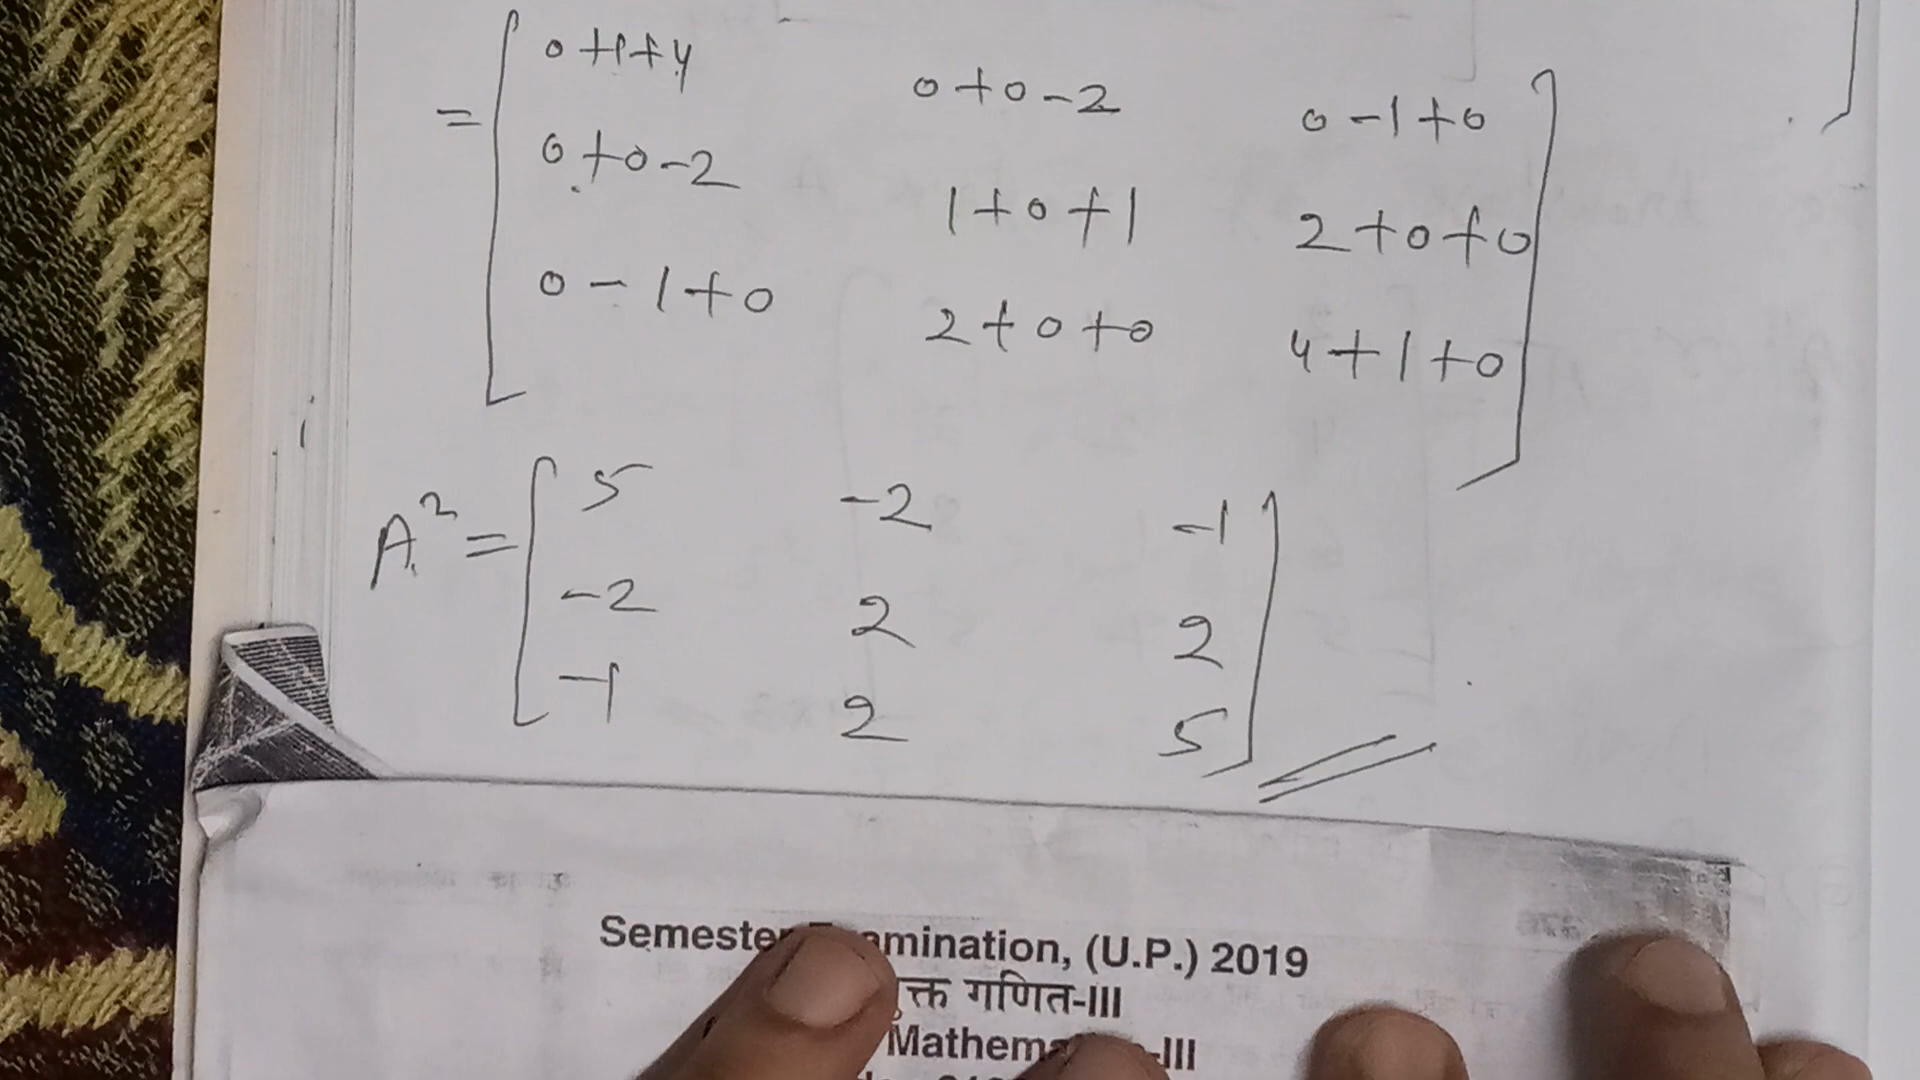 = [ 0+1+4 0+0-2 0-1+0
0+0-2 1+0+1 2+0+0
0-1+0 2+0+0 4+1+0 ]
A² = [ 5 -2 -1
-2 2 2
-1 2 5 ]
Semester Examination, (U.P.) 2019
गणित-III
Mathematics-III